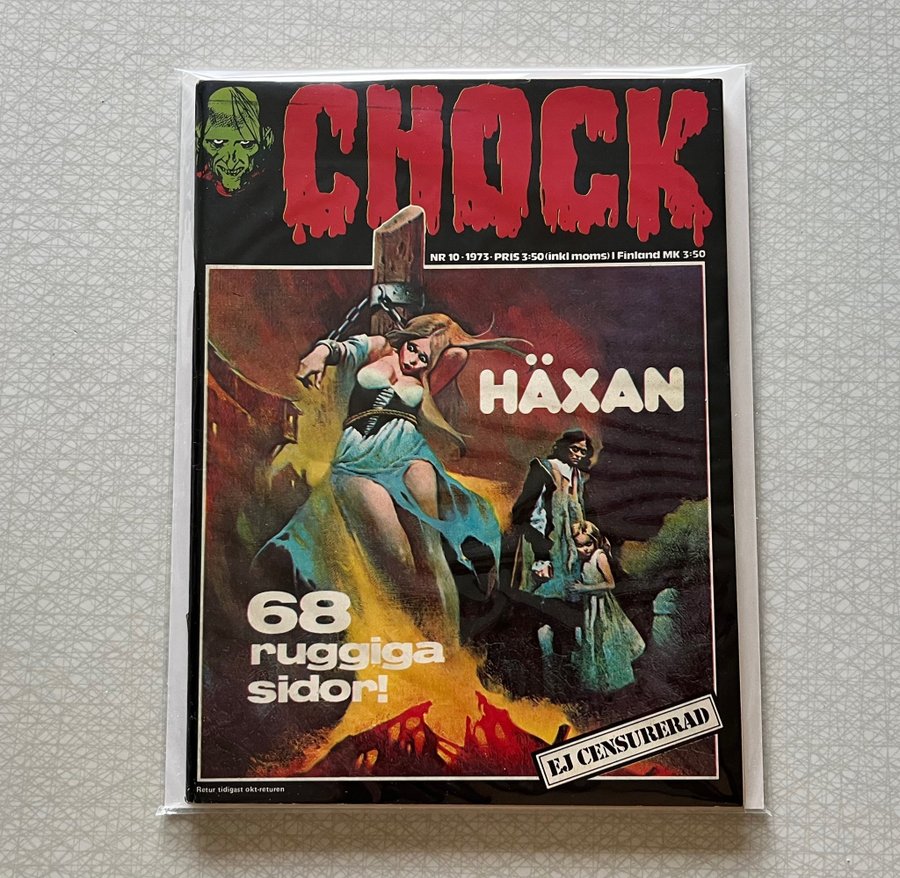 CHOCK
NR 10 · 1973 · PRIS 3:50 (inkl moms) I Finland MK 3:50
HÄXAN
68
ruggiga
sidor!
EJ CENSURERAD
Retur tidigast okt-returen